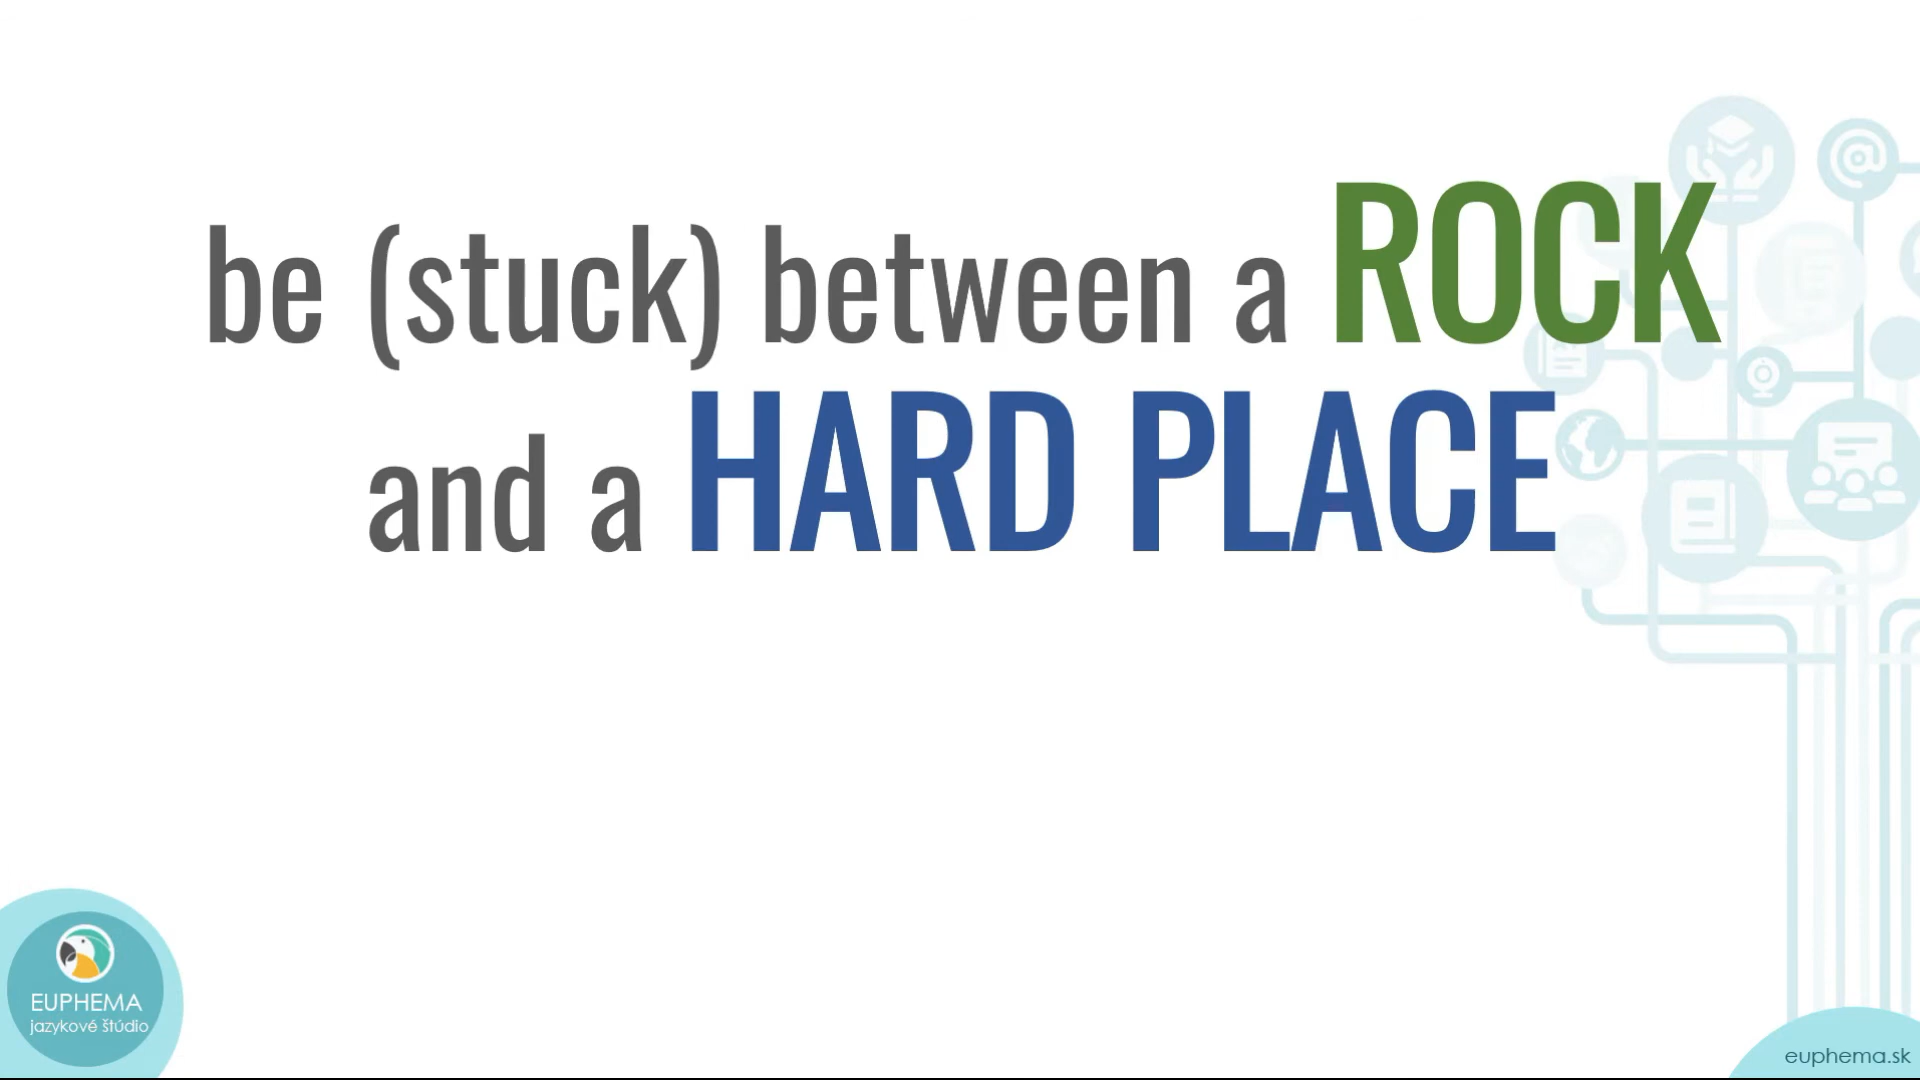 be (stuck) between a ROCK
and a HARD PLACE
EUPHEMA
jazykové štúdio
euphema.sk